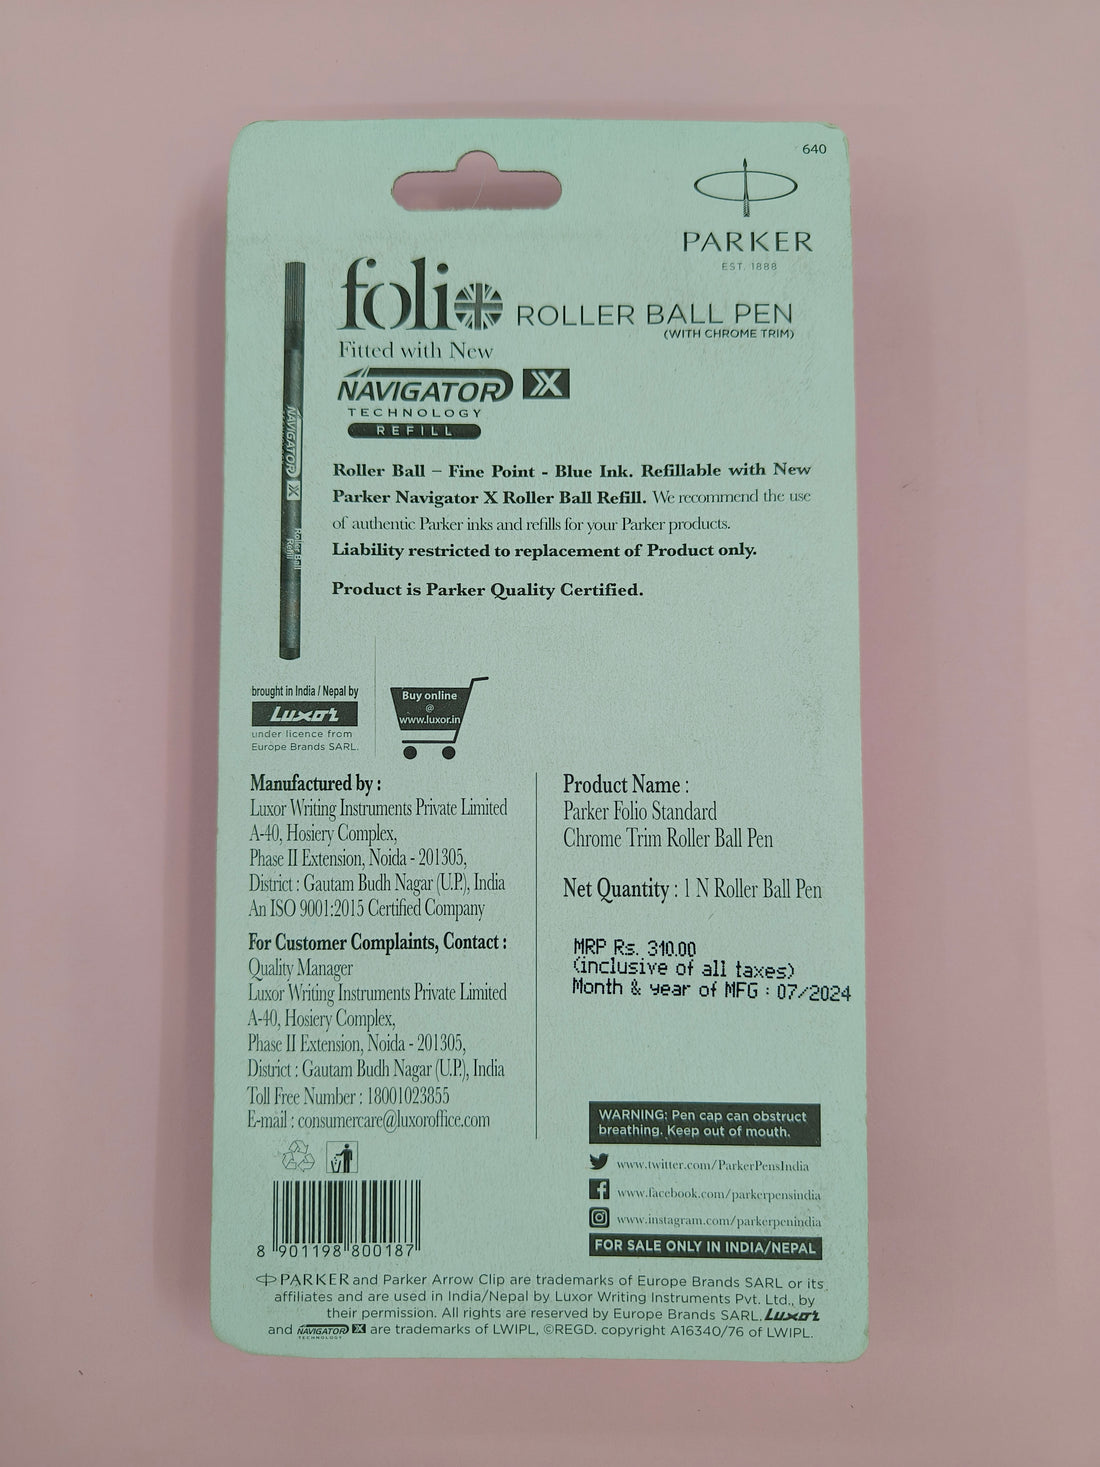 640
PARKER
EST. 1888
folio ROLLER BALL PEN
(WITH CHROME TRIM)
Fitted with New
NAVIGATOR X
TECHNOLOGY
REFILL
NAVIGATOR X
Roller Ball
Refill
Roller Ball – Fine Point - Blue Ink. Refillable with New
Parker Navigator X Roller Ball Refill. We recommend the use
of authentic Parker inks and refills for your Parker products.
Liability restricted to replacement of Product only.
Product is Parker Quality Certified.
brought in India / Nepal by
Luxor
under licence from
Europe Brands SARL.
Buy online
@
www.luxor.in
Manufactured by :
Luxor Writing Instruments Private Limited
A-40, Hosiery Complex,
Phase II Extension, Noida - 201305,
District : Gautam Budh Nagar (U.P.), India
An ISO 9001:2015 Certified Company
For Customer Complaints, Contact :
Quality Manager
Luxor Writing Instruments Private Limited
A-40, Hosiery Complex,
Phase II Extension, Noida - 201305,
District : Gautam Budh Nagar (U.P.), India
Toll Free Number : 18001023855
E-mail : consumercare@luxoroffice.com
8 901198 800187
Product Name :
Parker Folio Standard
Chrome Trim Roller Ball Pen
Net Quantity : 1 N Roller Ball Pen
MRP Rs. 310.00
(inclusive of all taxes)
Month & year of MFG : 07/2024
WARNING: Pen cap can obstruct
breathing. Keep out of mouth.
www.twitter.com/ParkerPensIndia
www.facebook.com/parkerpensindia
www.instagram.com/parkerpenindia
FOR SALE ONLY IN INDIA/NEPAL
PARKER and Parker Arrow Clip are trademarks of Europe Brands SARL or its
affiliates and are used in India/Nepal by Luxor Writing Instruments Pvt. Ltd., by
their permission. All rights are reserved by Europe Brands SARL. Luxor
and NAVIGATOR X TECHNOLOGY are trademarks of LWIPL, ©REGD. copyright A16340/76 of LWIPL.